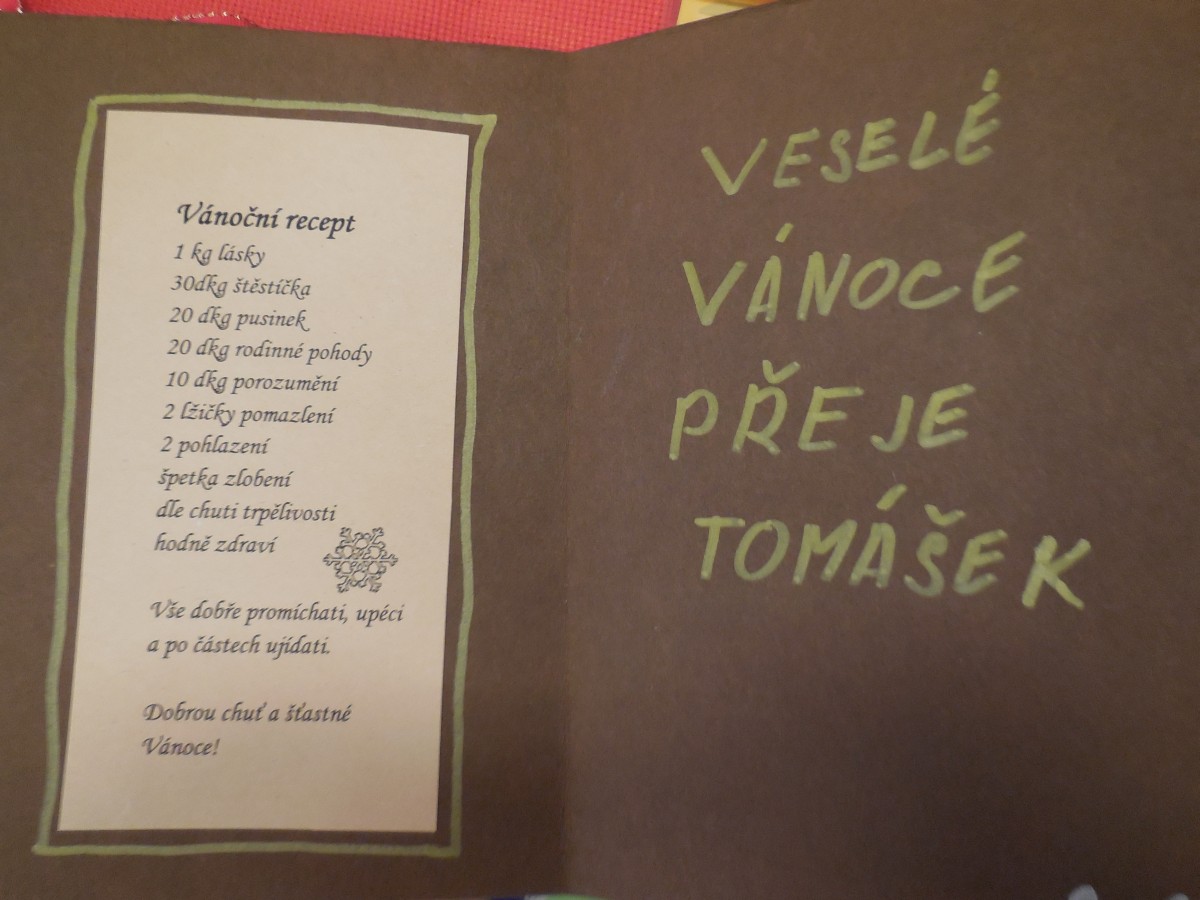 Vánoční recept
1 kg lásky
30dkg štěstíčka
20 dkg pusinek
20 dkg rodinné pohody
10 dkg porozumění
2 lžičky pomazlení
2 pohlazení
špetka zlobení
dle chuti trpělivosti
hodně zdraví
Vše dobře promíchati, upéci
a po částech ujídati.
Dobrou chuť a šťastné
Vánoce!
VESELÉ
VÁNOCE
PŘEJE
TOMÁŠEK